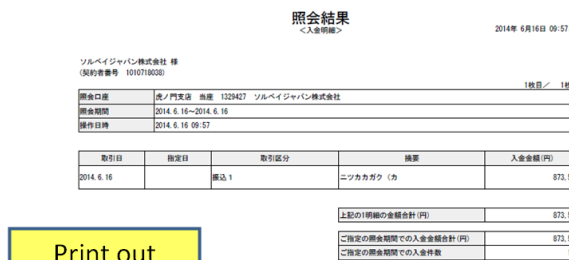 照会結果
<入金明細>
2014年 6月16日 09:57
ソルベイジャパン株式会社 様
(契約者番号 1010718038)
1枚目／ 1枚
照会口座 虎ノ門支店 当座 1329427 ソルベイジャパン株式会社
照会期間 2014. 6.16～2014. 6.16
操作日時 2014. 6.16 09:57
取引日 指定日 取引区分 摘要 入金金額(円)
2014. 6.16 振込１ ニツカカガク（カ 873,
上記の1明細の金額合計(円) 873,
ご指定の照会期間での入金金額合計(円) 873,
ご指定の照会期間での入金件数
Print out